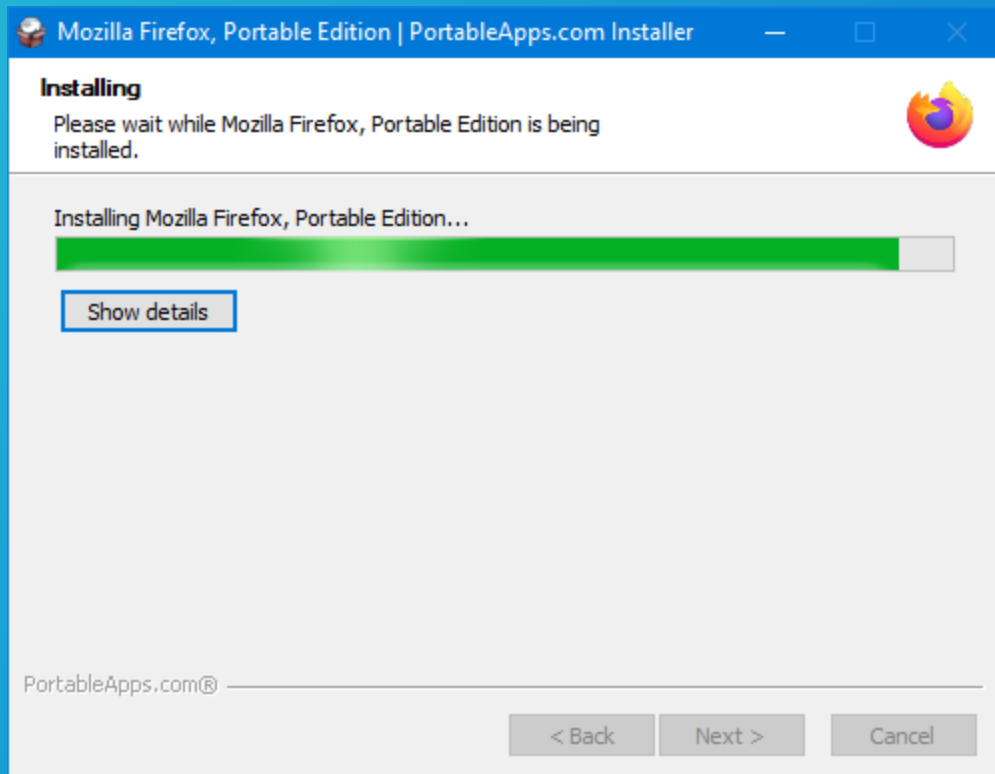 Mozilla Firefox, Portable Edition | PortableApps.com Installer
Installing
Please wait while Mozilla Firefox, Portable Edition is being
installed.
Installing Mozilla Firefox, Portable Edition...
Show details
PortableApps.com®
< Back
Next >
Cancel